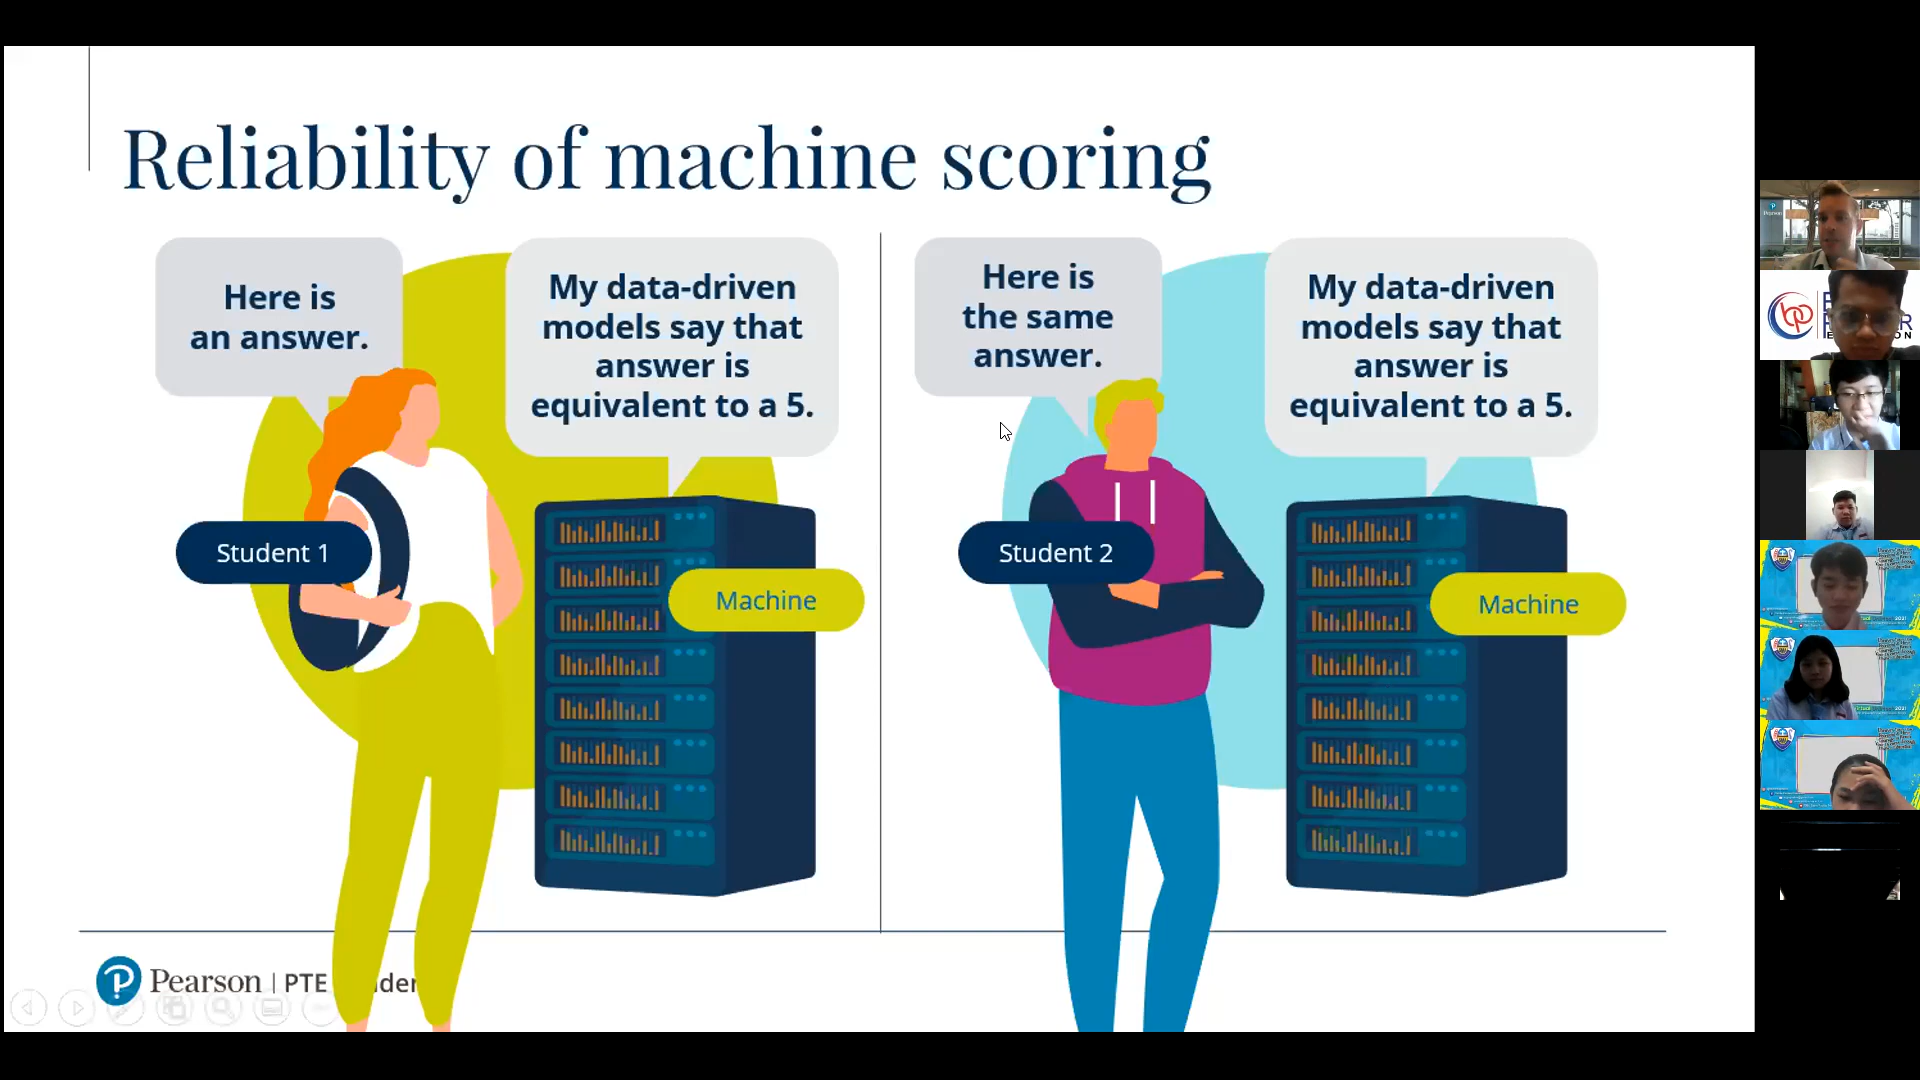 Reliability of machine scoring
Here is
an answer.
My data-driven
models say that
answer is
equivalent to a 5.
Student 1
Machine
Here is
the same
answer.
My data-driven
models say that
answer is
equivalent to a 5.
Student 2
Machine
Pearson | PTE
Pearson